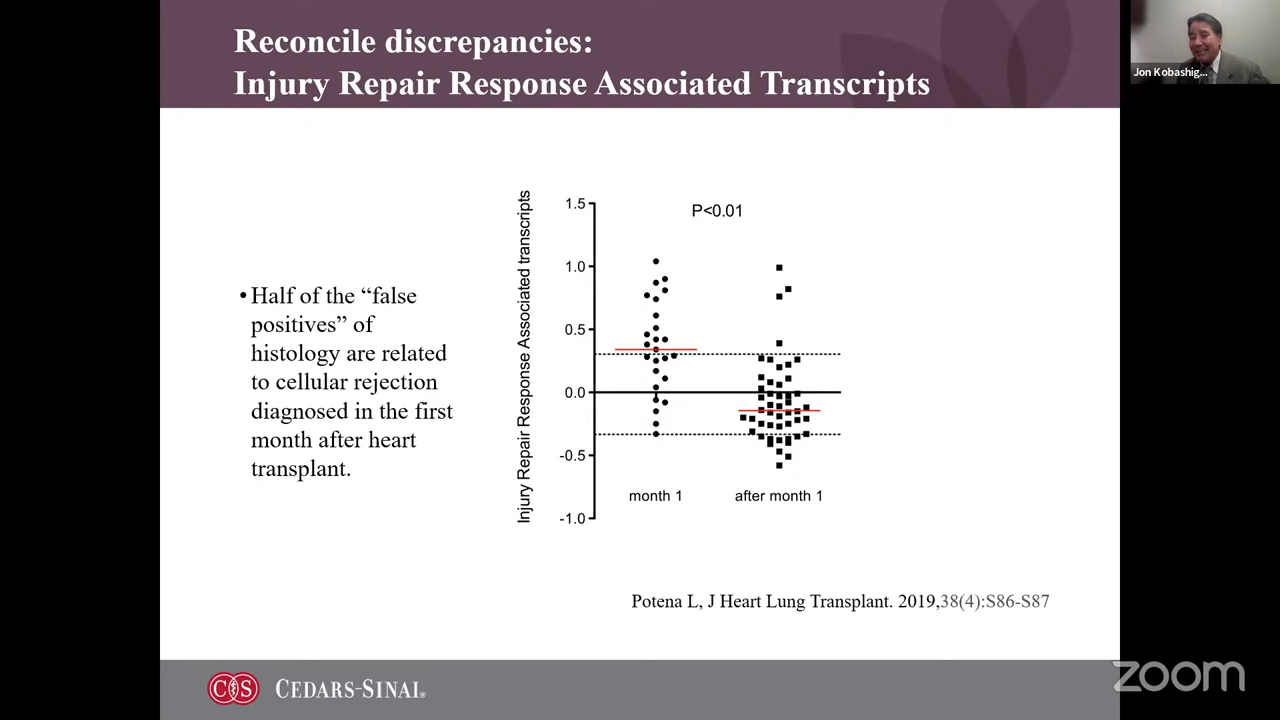 Reconcile discrepancies:
Injury Repair Response Associated Transcripts
Jon Kobashig...
• Half of the “false
positives” of
histology are related
to cellular rejection
diagnosed in the first
month after heart
transplant.
Injury Repair Response Associated transcripts
P<0.01
1.5
1.0
0.5
0.0
-0.5
-1.0
month 1
after month 1
Potena L, J Heart Lung Transplant. 2019,38(4):S86-S87
CS
CEDARS-SINAI®
zoom